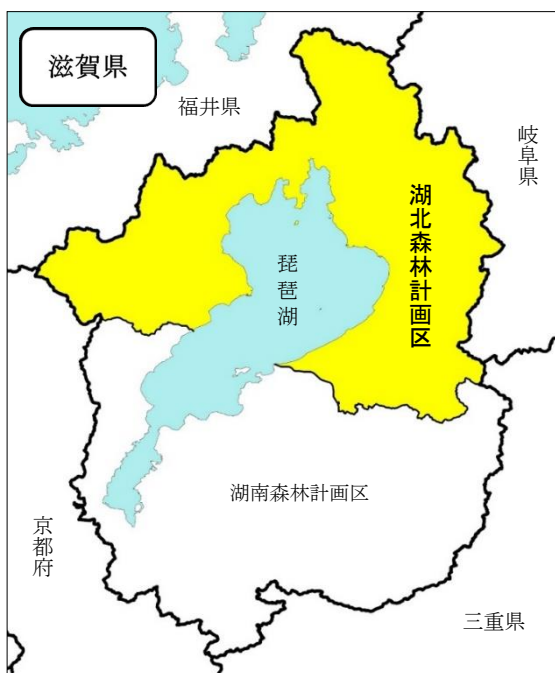 滋賀県
福井県
岐阜県
湖北森林計画区
琵琶湖
湖南森林計画区
京都府
三重県